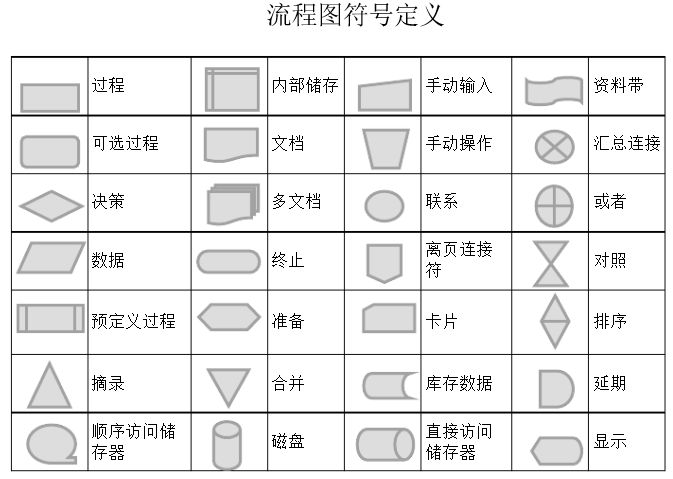 流程图符号定义
过程
内部储存
手动输入
资料带
可选过程
文档
手动操作
汇总连接
决策
多文档
联系
或者
数据
终止
离页连接
符
对照
预定义过程
准备
卡片
排序
摘录
合并
库存数据
延期
顺序访问储
存器
磁盘
直接访问
储存器
显示